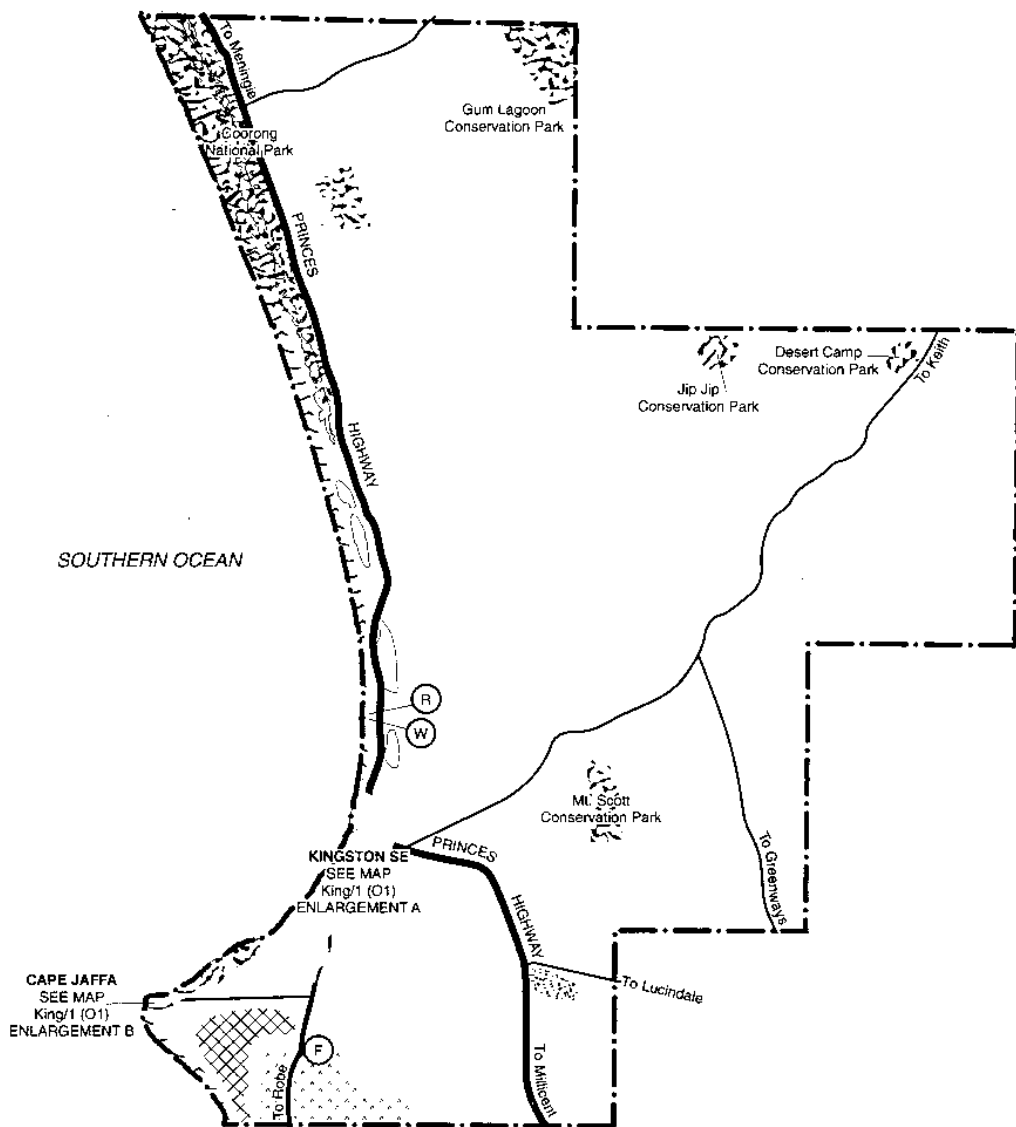 To Meningie
Gum Lagoon
Conservation Park
Coorong
National Park
PRINCES
HIGHWAY
Desert Camp
Conservation Park
To Keith
Jip Jip
Conservation Park
SOUTHERN OCEAN
R
W
Mt. Scott
Conservation Park
To Greenways
KINGSTON SE
SEE MAP
King/1 (O1)
ENLARGEMENT A
PRINCES
HIGHWAY
To Lucindale
CAPE JAFFA
SEE MAP
King/1 (O1)
ENLARGEMENT B
F
To Robe
To Millicent